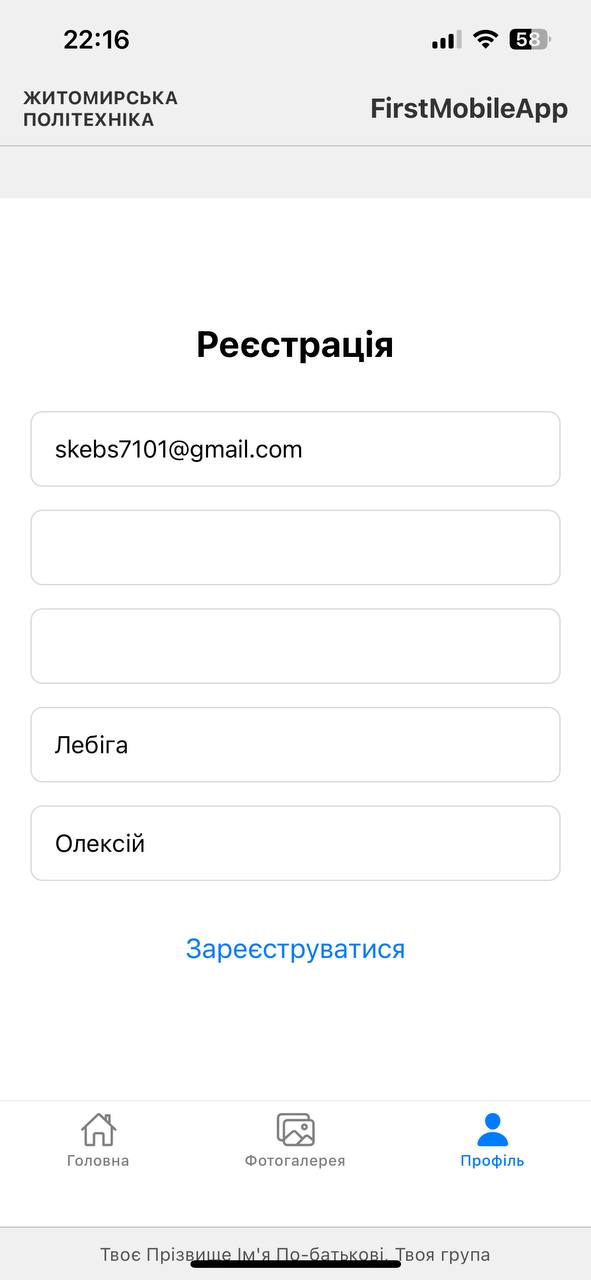 22:16
58
ЖИТОМИРСЬКА
ПОЛІТЕХНІКА
FirstMobileApp
Реєстрація
skebs7101@gmail.com
Лебіга
Олексій
Зареєструватися
Головна
Фотогалерея
Профіль
Твоє Прізвище Ім'я По-батькові, Твоя група